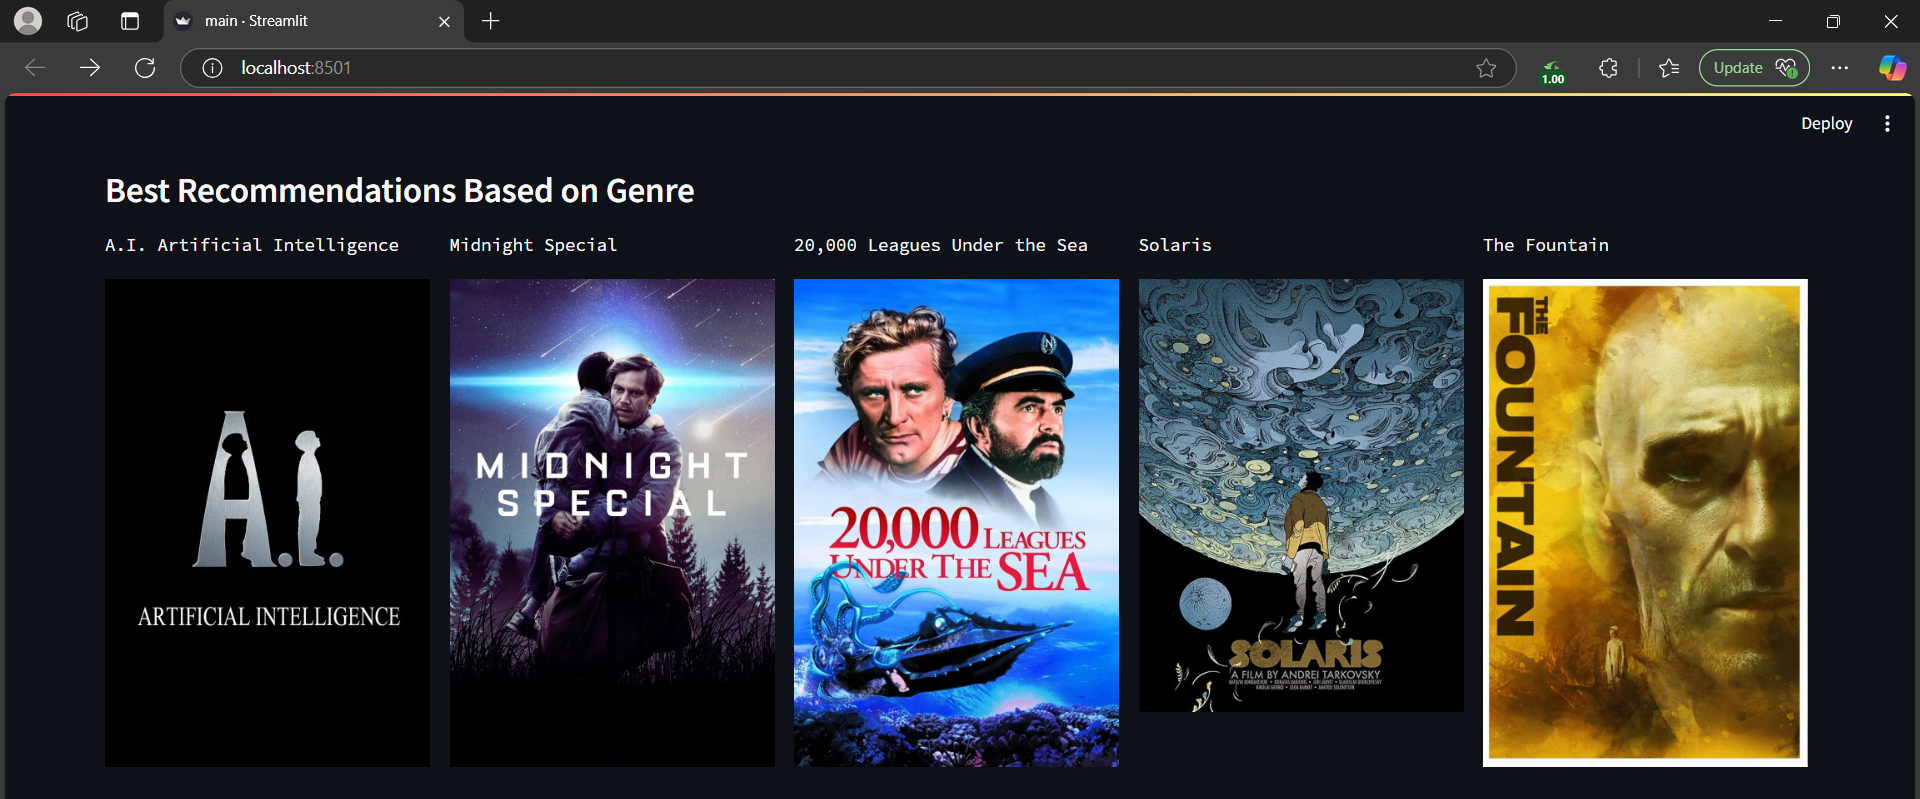 main · Streamlit
localhost:8501
1.00
Update
Deploy
Best Recommendations Based on Genre
A.I. Artificial Intelligence
Midnight Special
20,000 Leagues Under the Sea
Solaris
The Fountain
A.I.
ARTIFICIAL INTELLIGENCE
MIDNIGHT
SPECIAL
20,000 LEAGUES
UNDER THE SEA
SOLARIS
A FILM BY ANDREI TARKOVSKY
THE
FOUNTAIN